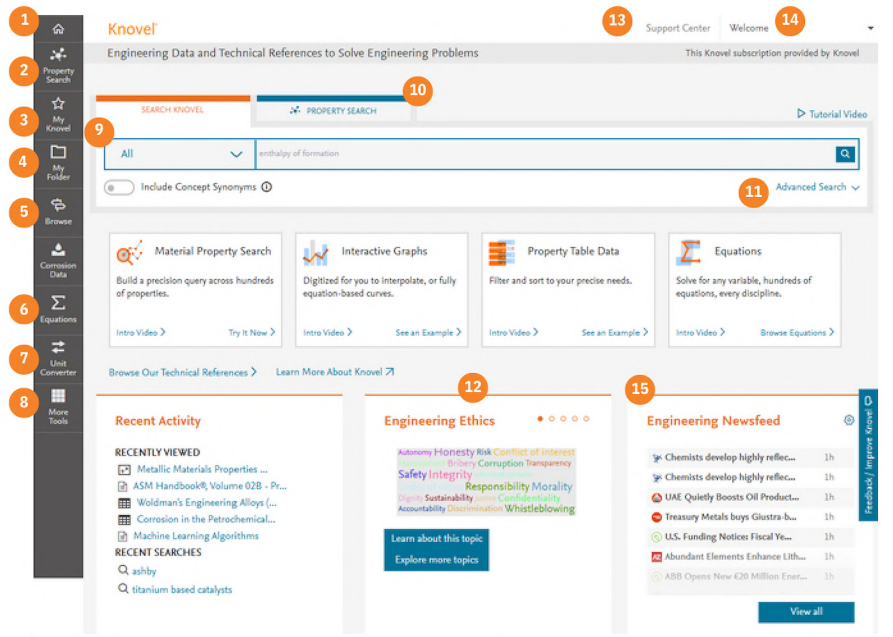 1
2
Property
Search
3
My
Knovel
4
My
Folder
5
Browse
Corrosion
Data
6
Equations
7
Unit
Converter
8
More
Tools
Knovel
13
Support Center
Welcome
14
Engineering Data and Technical References to Solve Engineering Problems
This Knovel subscription provided by Knovel
10
SEARCH KNOVEL
PROPERTY SEARCH
Tutorial Video
9
All
enthalpy of formation
Include Concept Synonyms
11
Advanced Search
Material Property Search
Build a precision query across hundreds
of properties.
Intro Video
Try It Now
Interactive Graphs
Digitized for you to interpolate, or fully
equation-based curves.
Intro Video
See an Example
Property Table Data
Filter and sort to your precise needs.
Intro Video
See an Example
Equations
Solve for any variable, hundreds of
equations, every discipline.
Intro Video
Browse Equations
Browse Our Technical References
Learn More About Knovel
Recent Activity
RECENTLY VIEWED
Metallic Materials Properties ...
ASM Handbook®, Volume 02B - Pr...
Woldman's Engineering Alloys (...
Corrosion in the Petrochemical...
Machine Learning Algorithms
RECENT SEARCHES
ashby
titanium based catalysts
12
Engineering Ethics
Autonomy Honesty Risk Conflict of interest
Bribery Corruption Transparency
Safety Integrity
Responsibility Morality
Dignity Sustainability Confidentiality
Accountability Discrimination Whistleblowing
Learn about this topic
Explore more topics
15
Engineering Newsfeed
Chemists develop highly reflec... 1h
Chemists develop highly reflec... 1h
UAE Quietly Boosts Oil Product... 1h
Treasury Metals buys Giustra-b... 1h
U.S. Funding Notices Fiscal Ye... 1h
AZ Abundant Elements Enhance Lith... 1h
ABB Opens New €20 Million Ener... 1h
View all
Feedback / Improve Knovel